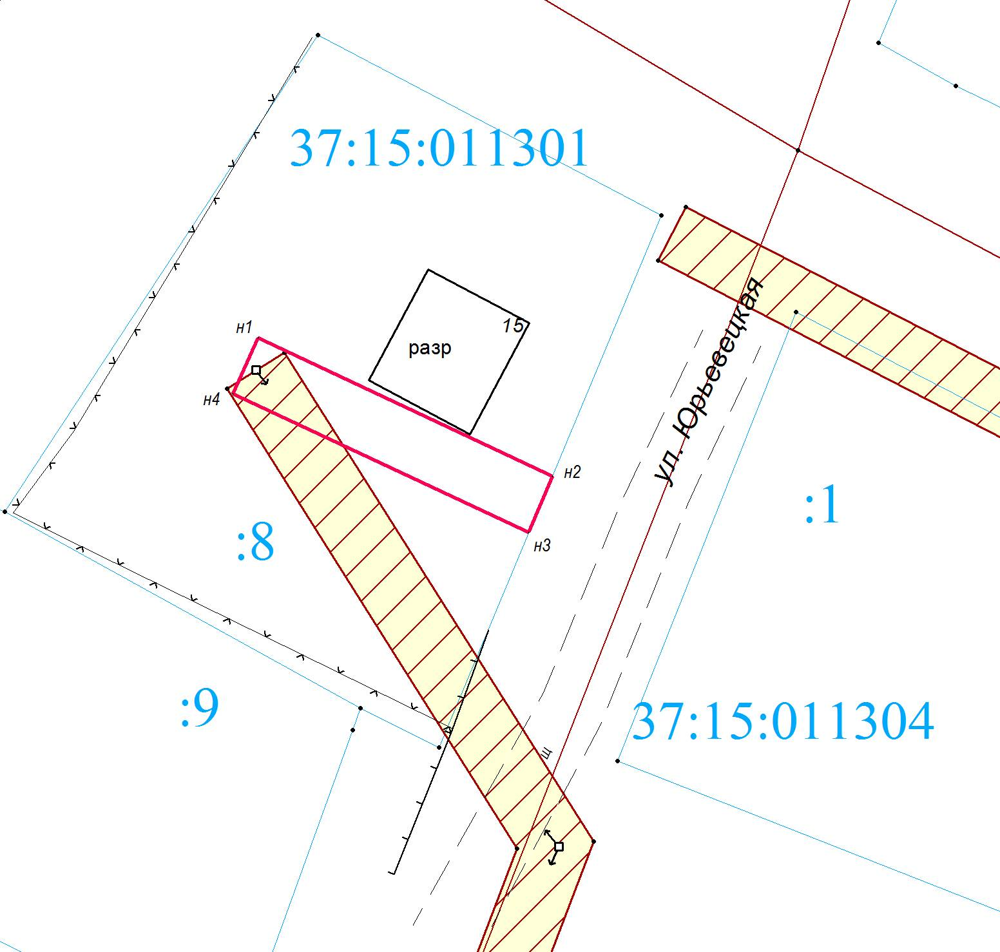 37:15:011301
15
разр
н1
н4
н2
н3
ул. Юрьевецкая
:1
:8
:9
37:15:011304
щ